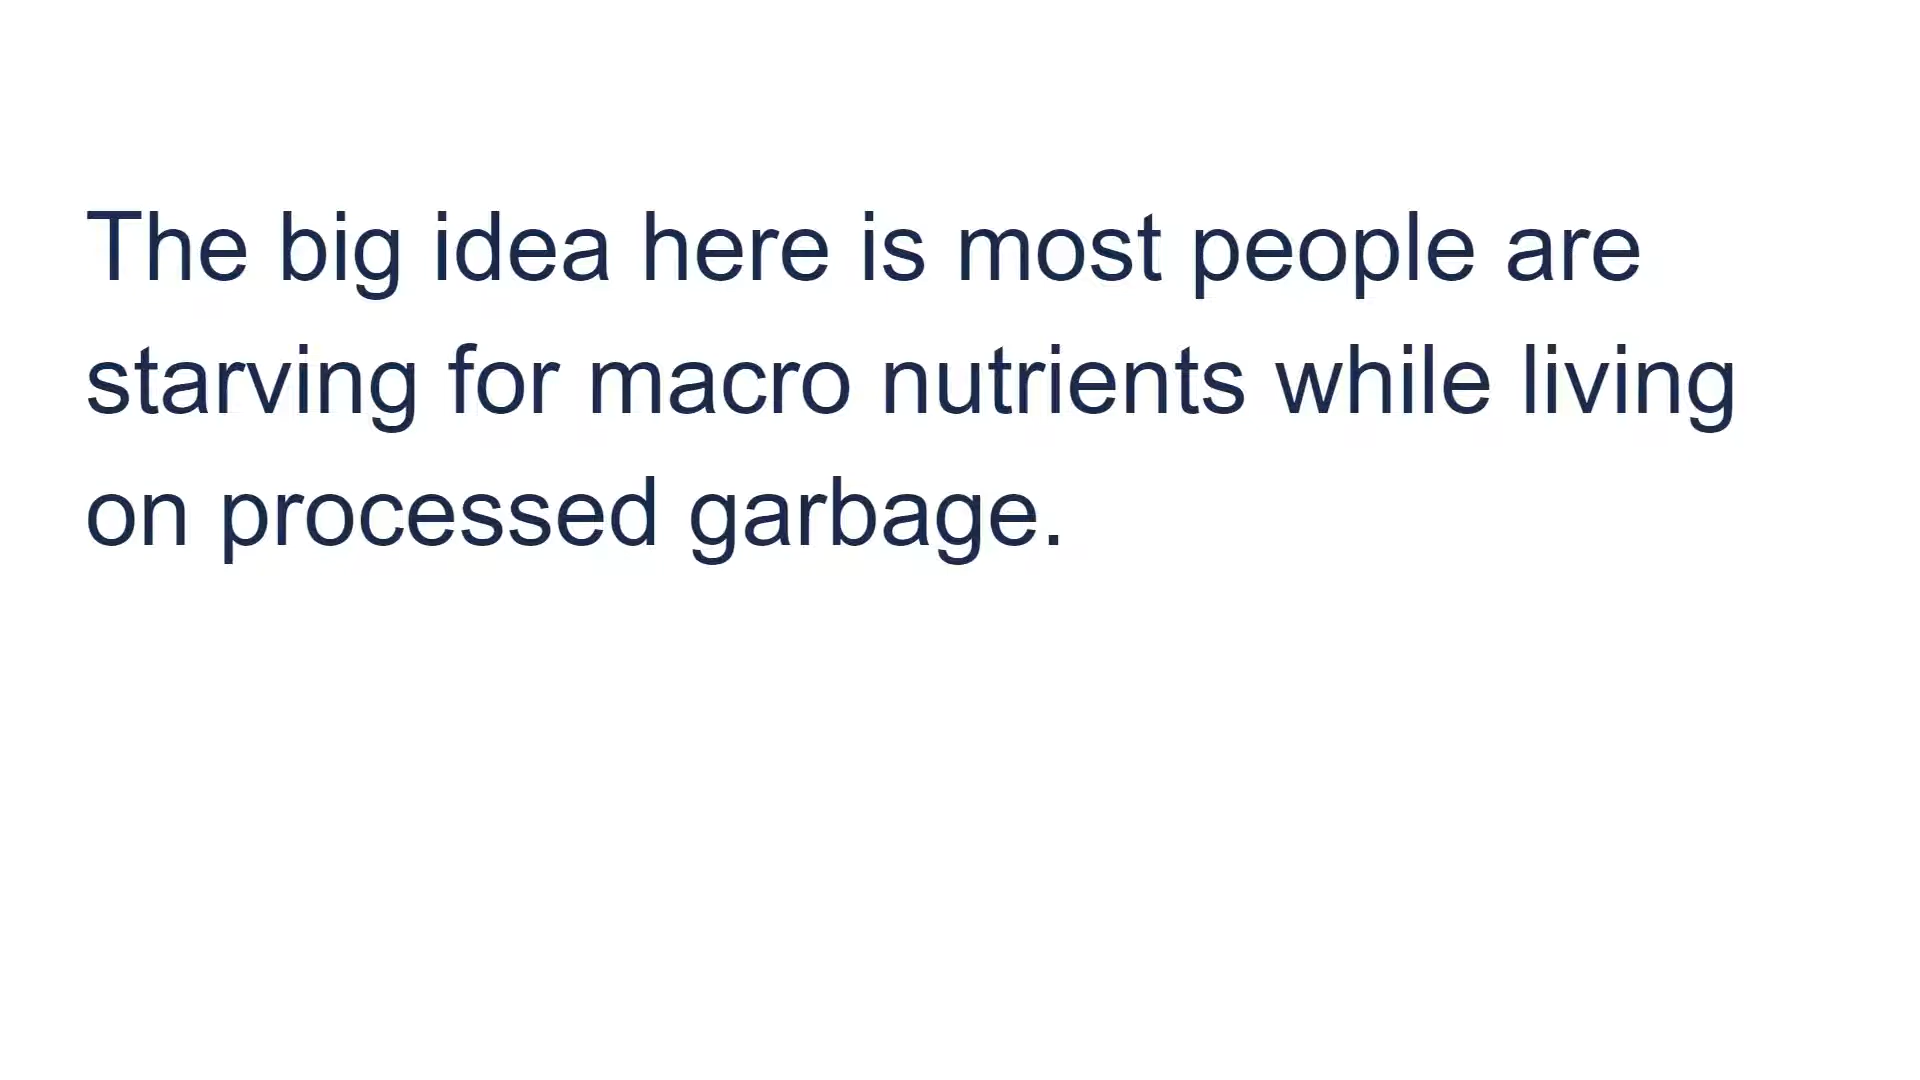 The big idea here is most people are
starving for macro nutrients while living
on processed garbage.